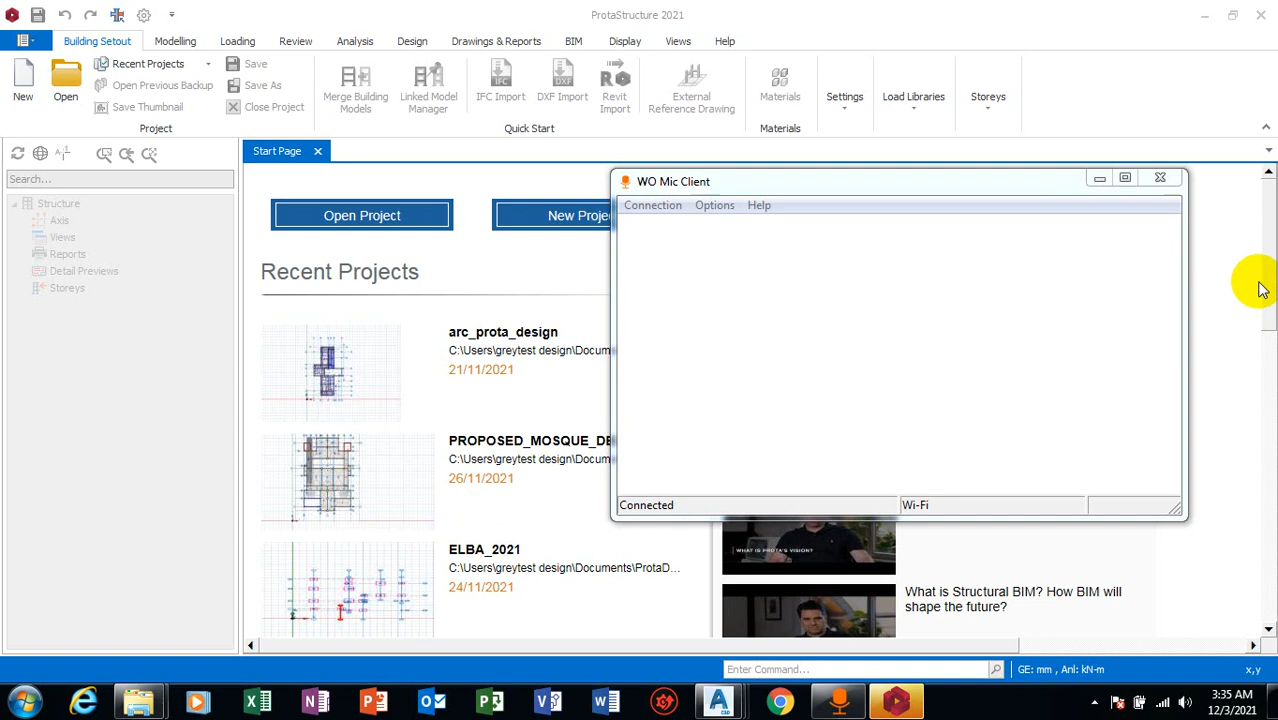 ProtaStructure 2021
Building Setout Modelling Loading Review Analysis Design Drawings & Reports BIM Display Views Help
New
Open
Recent Projects
Open Previous Backup
Save Thumbnail
Save
Save As
Close Project
Project
Merge Building
Models
Linked Model
Manager
IFC Import
DXF Import
Revit
Import
External
Reference Drawing
Quick Start
Materials
Materials
Settings
Load Libraries
Storeys
Search...
Structure
Axis
Views
Reports
Detail Previews
Storeys
Start Page
Open Project
Recent Projects
arc_prota_design
C:\Users\greytest design\Docum
21/11/2021
C:\Users\greytest design\Docum
26/11/2021
ELBA_2021
C:\Users\greytest design\Documents\ProtaD...
24/11/2021
WO Mic Client
Connection Options Help
Connected
Wi-Fi
WHAT IS PROTA'S VISION?
What is Structural BIM? How BIM will
shape the future?
Enter Command...
GE: mm , Anl: kN-m
x,y
3:35 AM
12/3/2021